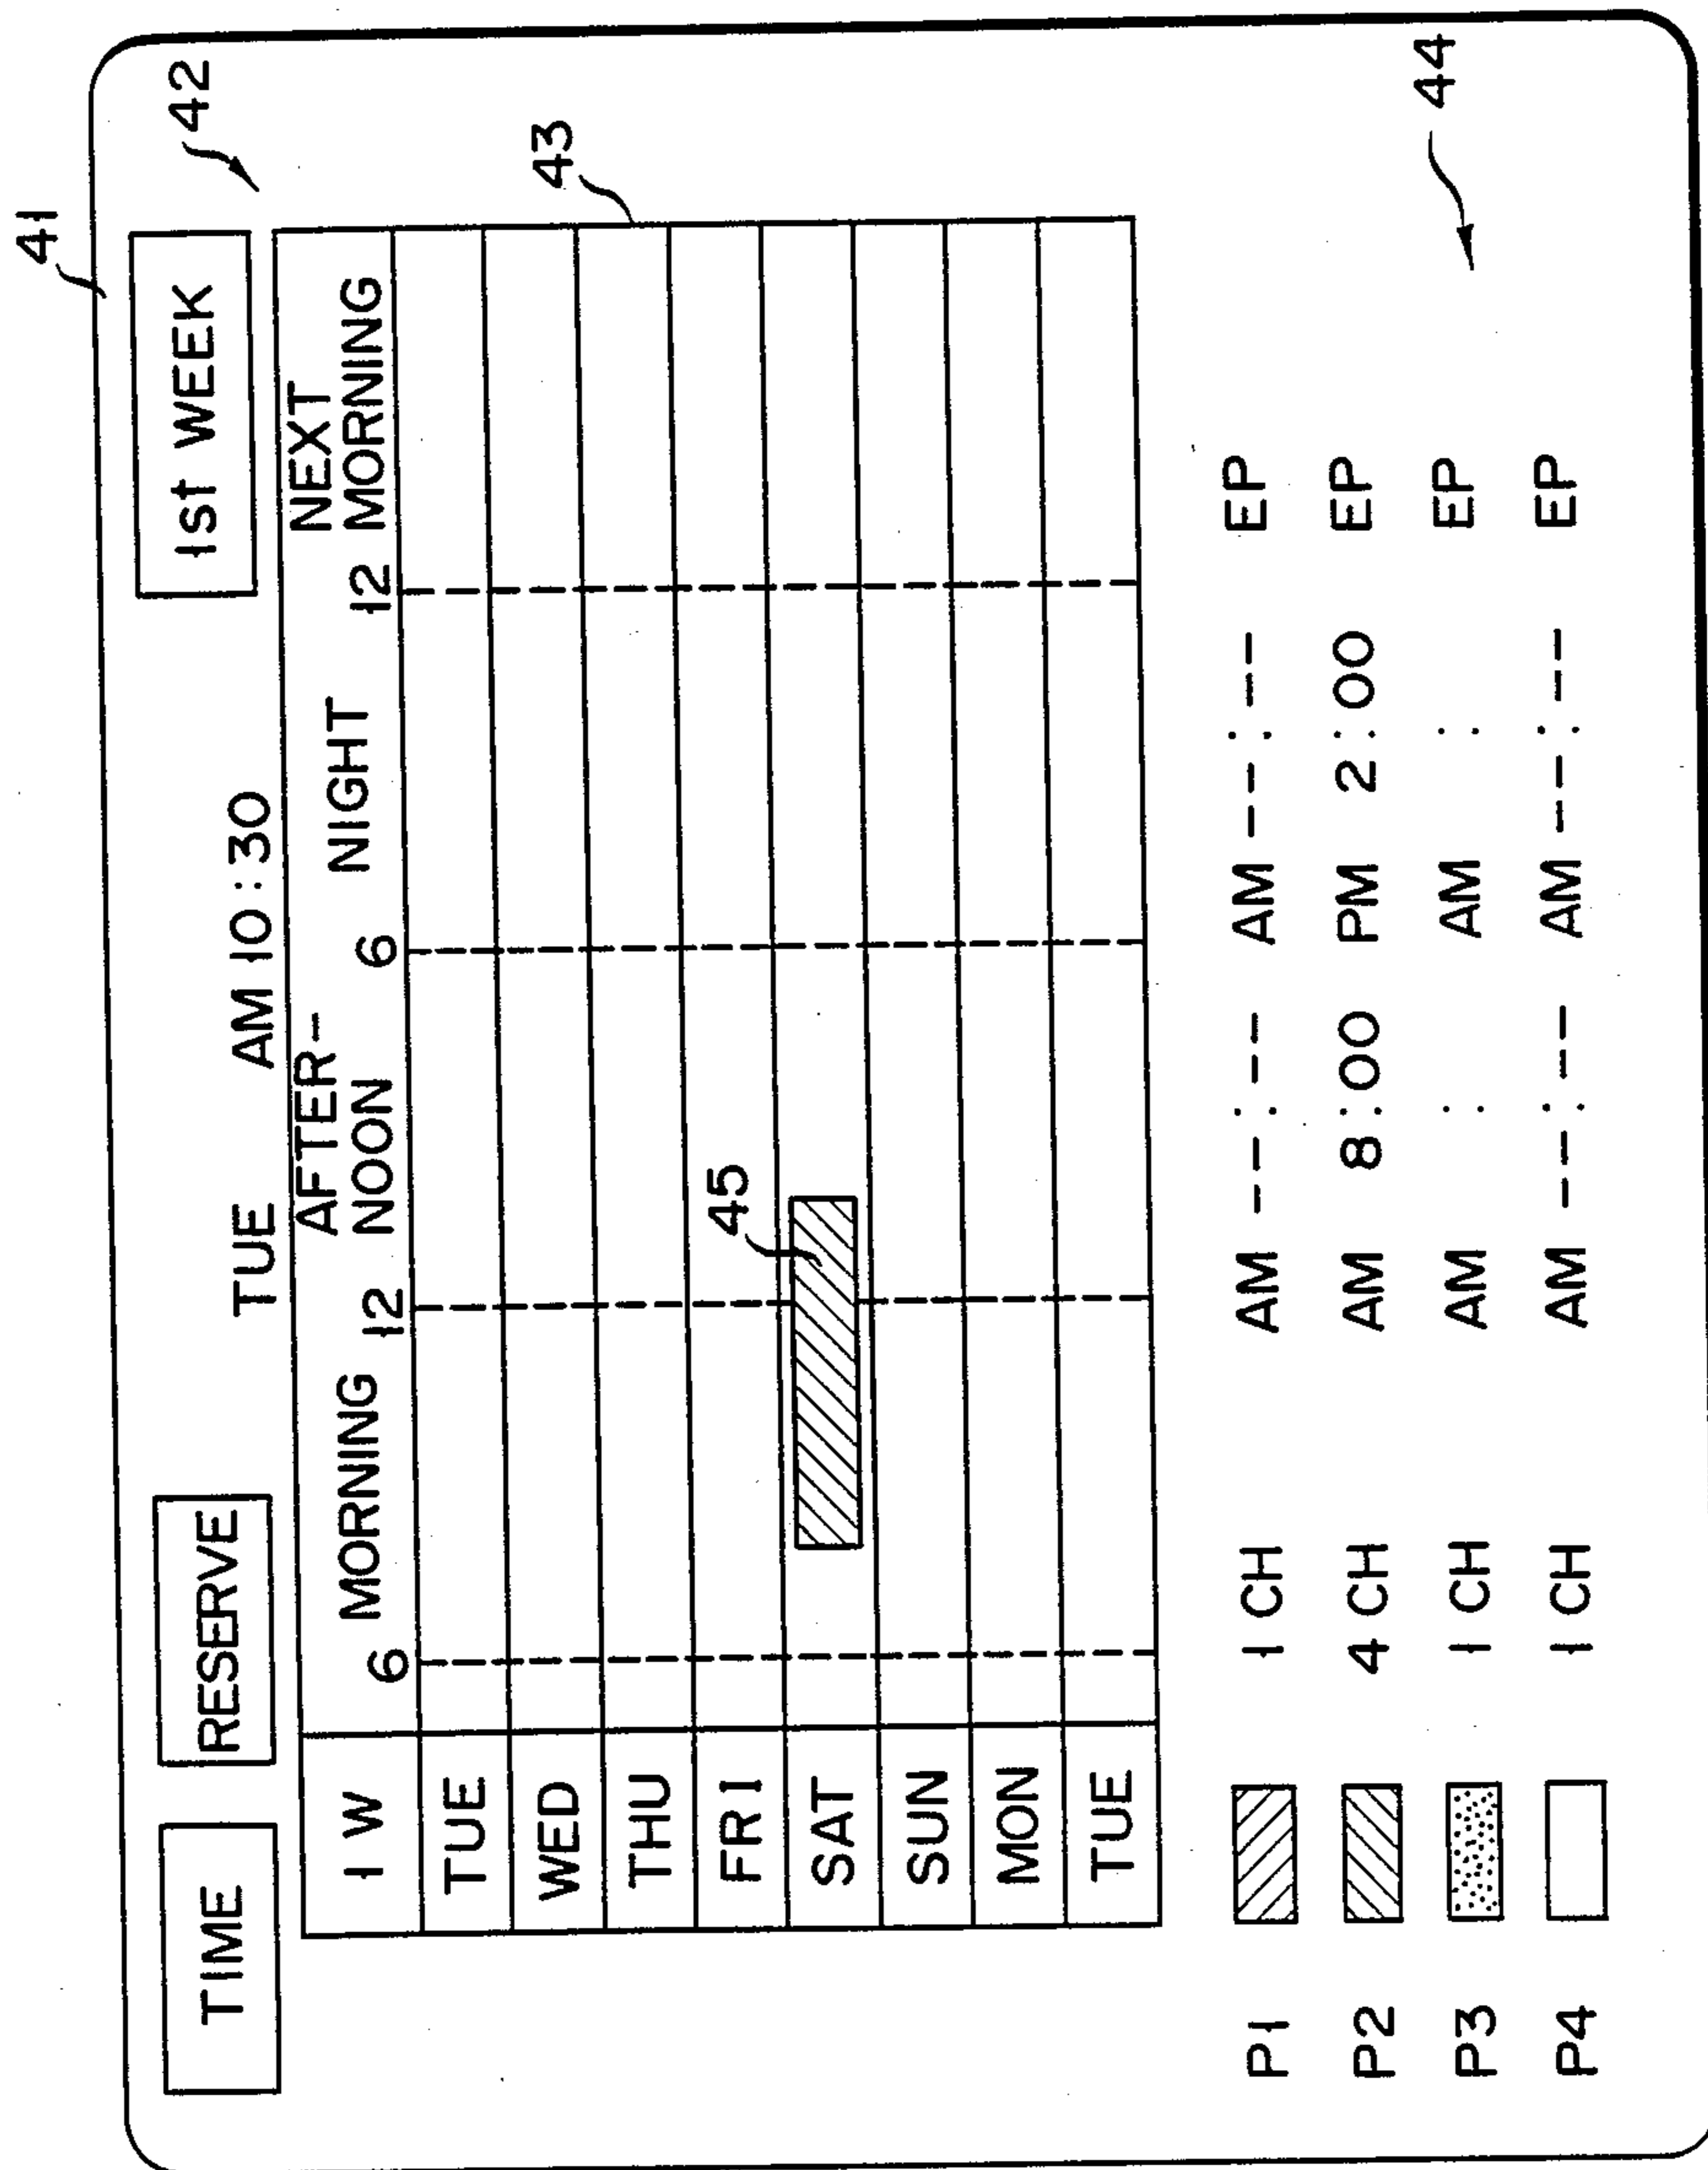 41
TIME RESERVE 1st WEEK
42
TUE AM 10:30
1 W MORNING AFTER-NOON NIGHT NEXT MORNING
6 12 6 12
TUE
WED
THU
FRI
SAT
SUN
MON
TUE
43
45
P1 1 CH AM --:-- AM --:-- EP
P2 4 CH AM 8:00 PM 2:00 EP
P3 1 CH AM : AM : EP
P4 1 CH AM --:-- AM --:-- EP
44